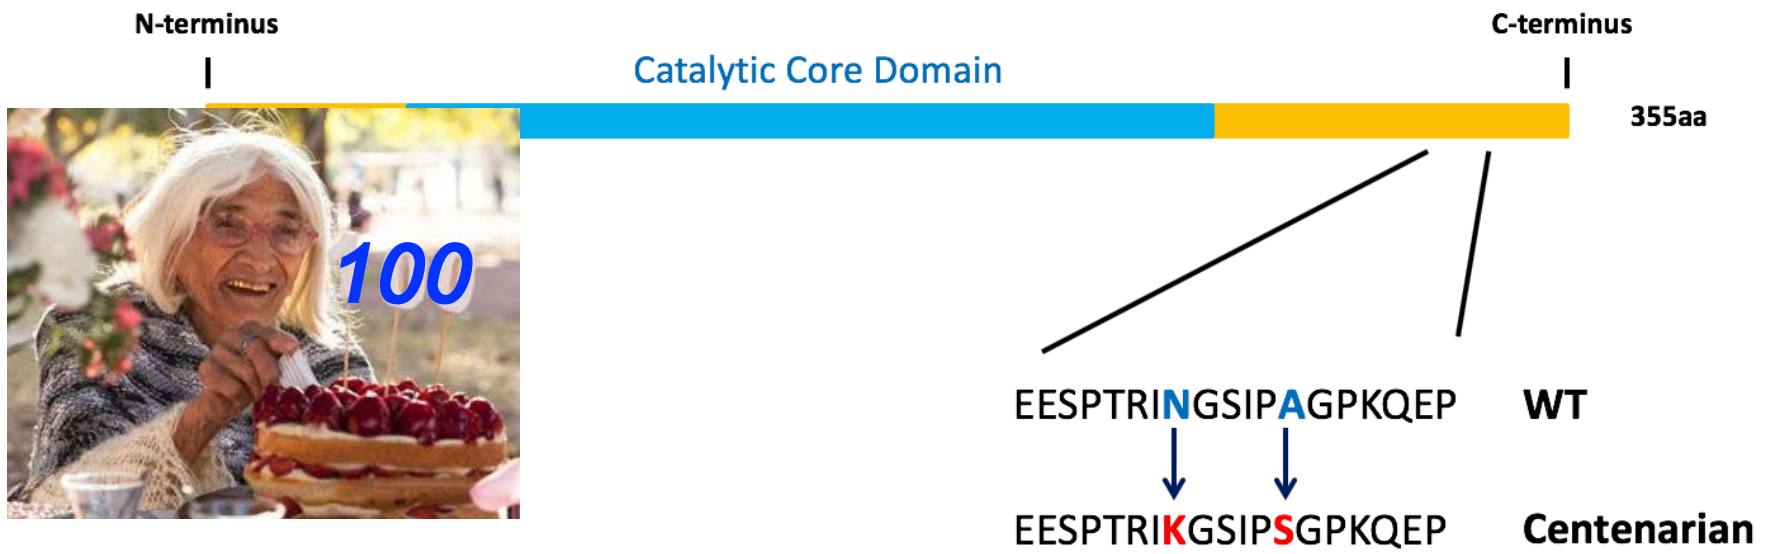 N-terminus
C-terminus
Catalytic Core Domain
355aa
100
EESPTRINGSIPAGPKQEP WT
EESPTRIKGSIPSGPKQEP Centenarian